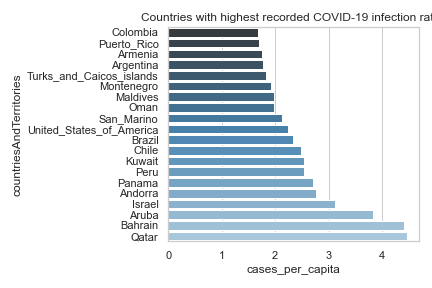 Countries with highest recorded COVID-19 infection rat
Colombia
Puerto_Rico
Armenia
Argentina
Turks_and_Caicos_islands
Montenegro
Maldives
Oman
San_Marino
United_States_of_America
Brazil
Chile
Kuwait
Peru
Panama
Andorra
Israel
Aruba
Bahrain
Qatar
countriesAndTerritories
0 1 2 3 4
cases_per_capita